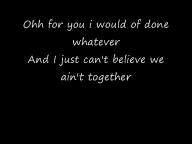 Ohh for you i would of done
whatever
And I just can't believe we
ain't together